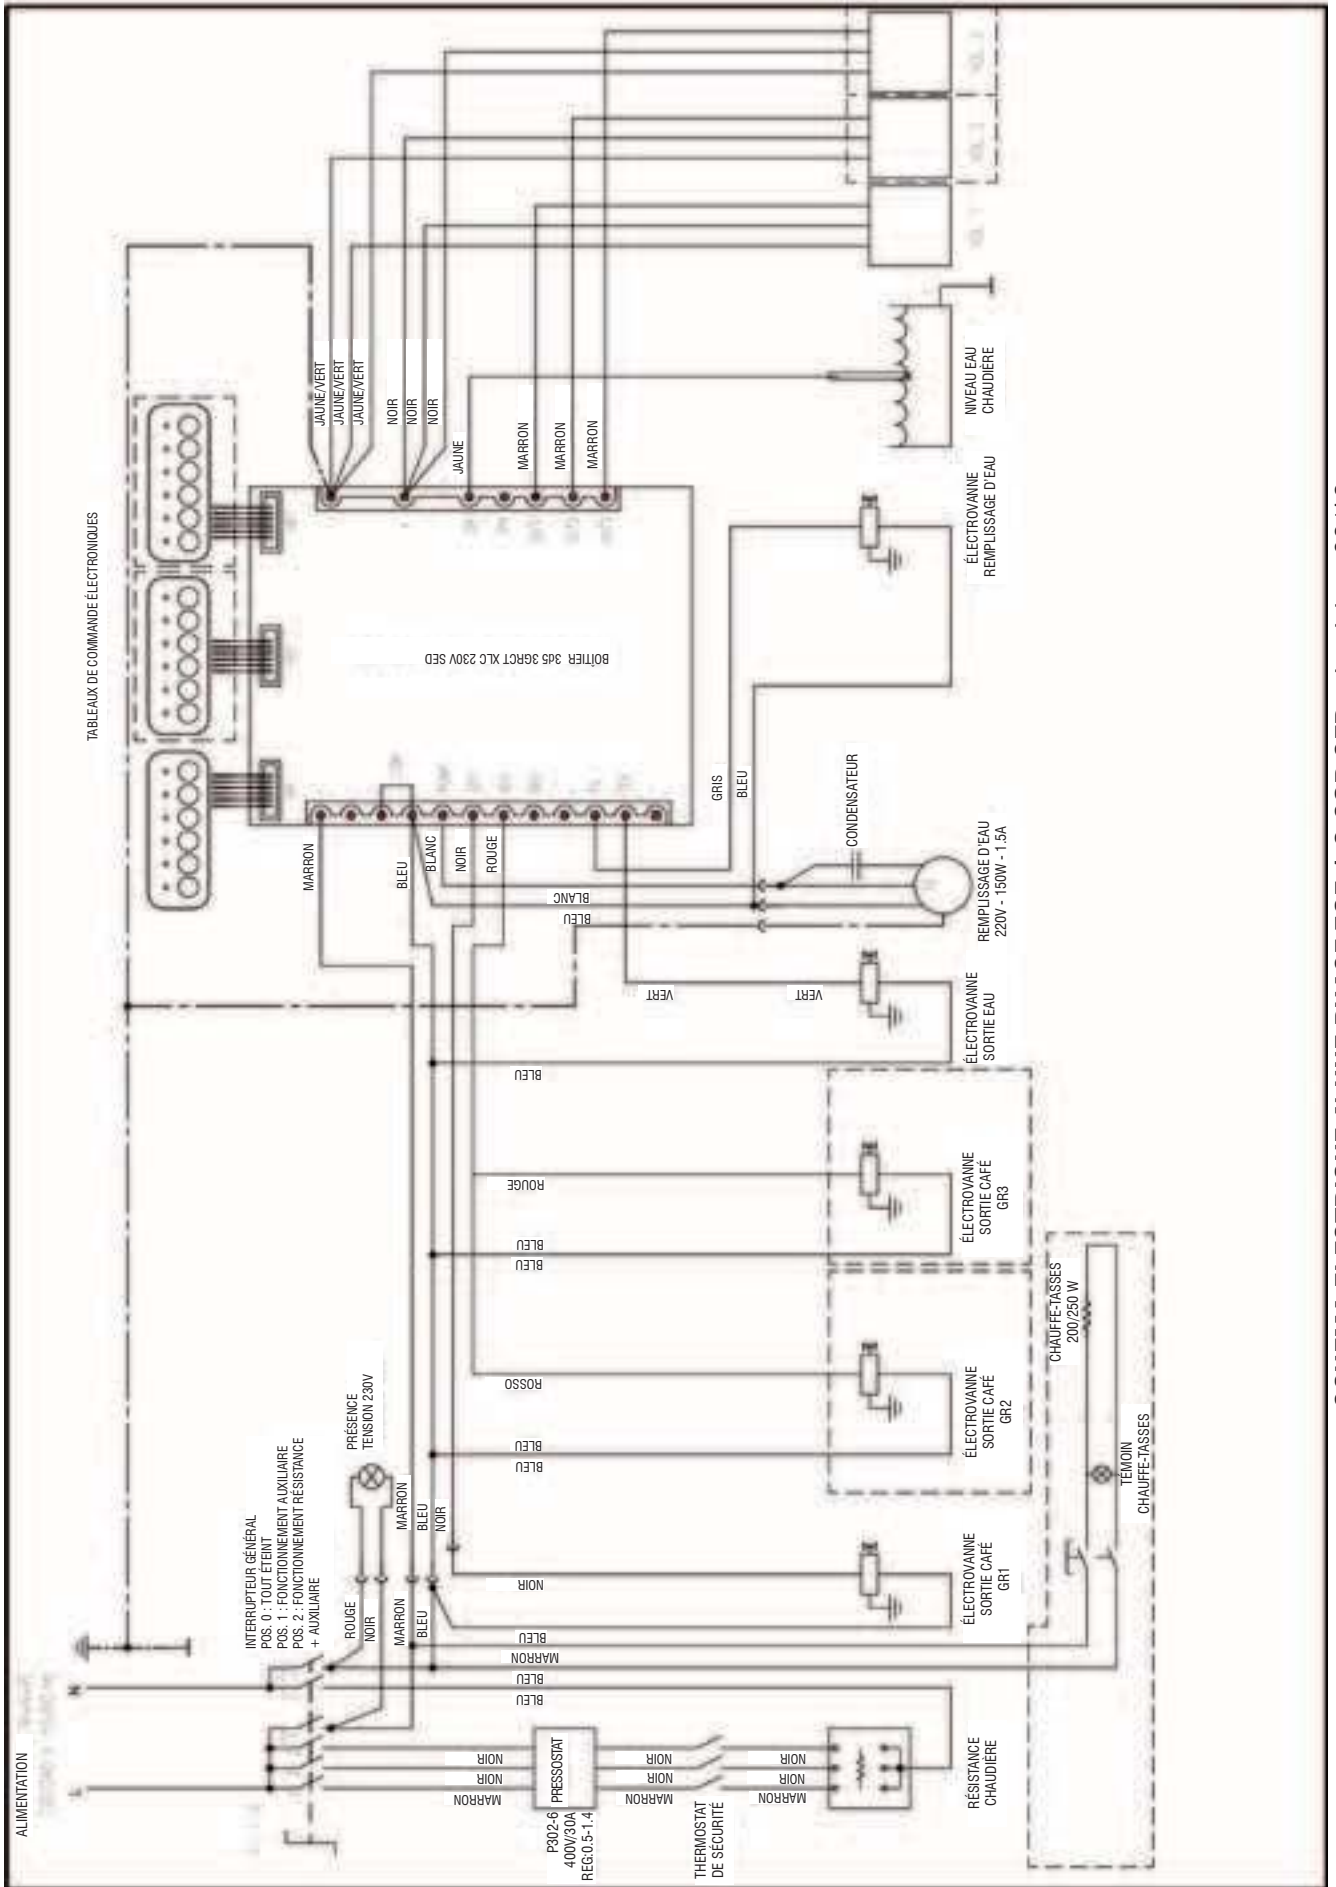 ALIMENTATION
L
N
INTERRUPTEUR GÉNÉRAL
POS. 0 : TOUT ÉTEINT
POS. 1 : FONCTIONNEMENT AUXILIAIRE
POS. 2 : FONCTIONNEMENT RÉSISTANCE
+ AUXILIAIRE
PRÉSENCE
TENSION 230V
ROUGE
NOIR
MARRON
BLEU
MARRON
BLEU
NOIR
TABLEAUX DE COMMANDE ÉLECTRONIQUES
BOÎTIER 3d5 3GRCT XLC 230V SED
MARRON
BLEU
BLANC
NOIR
ROUGE
JAUNE/VERT
JAUNE/VERT
JAUNE/VERT
NOIR
NOIR
NOIR
JAUNE
MARRON
MARRON
MARRON
GRIS
BLEU
BLANC
BLEU
VERT
VERT
BLEU
ROUGE
BLEU
BLEU
ROSSO
BLEU
BLEU
NOIR
BLEU
MARRON
BLEU
BLEU
NOIR
NOIR
MARRON
P302-6
400V/30A
REG:0.5-1.4
PRESSOSTAT
NOIR
NOIR
MARRON
THERMOSTAT
DE SÉCURITÉ
NOIR
NOIR
MARRON
RÉSISTANCE
CHAUDIÈRE
ÉLECTROVANNE
SORTIE CAFÉ
GR1
ÉLECTROVANNE
SORTIE CAFÉ
GR2
ÉLECTROVANNE
SORTIE CAFÉ
GR3
ÉLECTROVANNE
SORTIE EAU
REMPLISSAGE D'EAU
220V - 150W - 1.5A
CONDENSATEUR
ÉLECTROVANNE
REMPLISSAGE D'EAU
NIVEAU EAU
CHAUDIÈRE
CHAUFFE-TASSES
200/250 W
TÉMOIN
CHAUFFE-TASSES